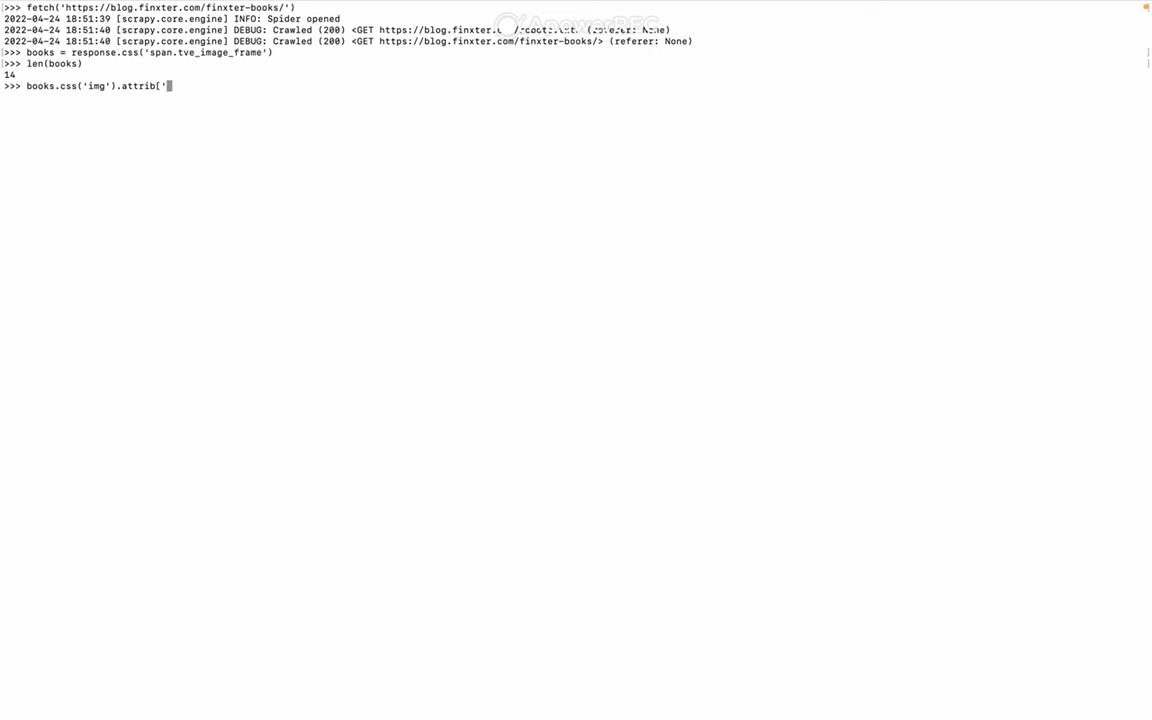 >>> fetch('https://blog.finxter.com/finxter-books/')
2022-04-24 18:51:39 [scrapy.core.engine] INFO: Spider opened
2022-04-24 18:51:40 [scrapy.core.engine] DEBUG: Crawled (200) <GET https://blog.finxter. (referer: None)
2022-04-24 18:51:40 [scrapy.core.engine] DEBUG: Crawled (200) <GET https://blog.finxter.com/finxter-books/> (referer: None)
>>> books = response.css('span.tve_image_frame')
>>> len(books)
14
>>> books.css('img').attrib['